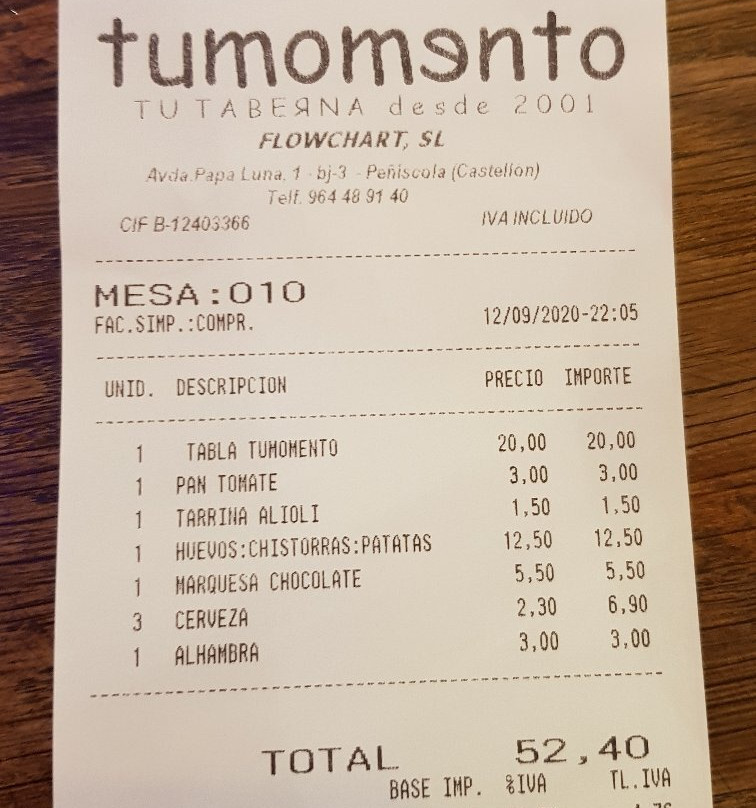 tumomento
TU TABERNA desde 2001
FLOWCHART, SL
Avda.Papa Luna, 1 - bj-3 - Peñiscola (Castellon)
Telf. 964 48 91 40
CIF B-12403366 IVA INCLUIDO
MESA:010
FAC.SIMP.:COMPR. 12/09/2020-22:05
UNID. DESCRIPCION PRECIO IMPORTE
1 TABLA TUMOMENTO 20,00 20,00
1 PAN TOMATE 3,00 3,00
1 TARRINA ALIOLI 1,50 1,50
1 HUEVOS:CHISTORRAS:PATATAS 12,50 12,50
1 MARQUESA CHOCOLATE 5,50 5,50
3 CERVEZA 2,30 6,90
1 ALHAMBRA 3,00 3,00
TOTAL 52,40
BASE IMP. %IVA TL.IVA